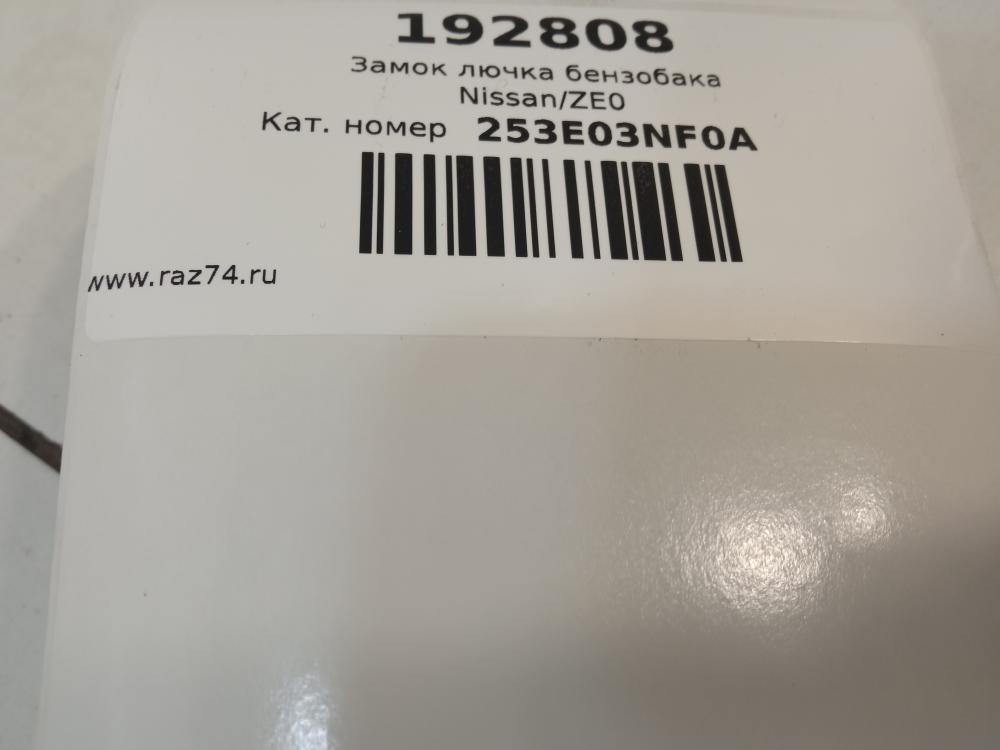 192808
Замок лючка бензобака
Nissan/ZE0
Кат. номер 253E03NF0A
www.raz74.ru